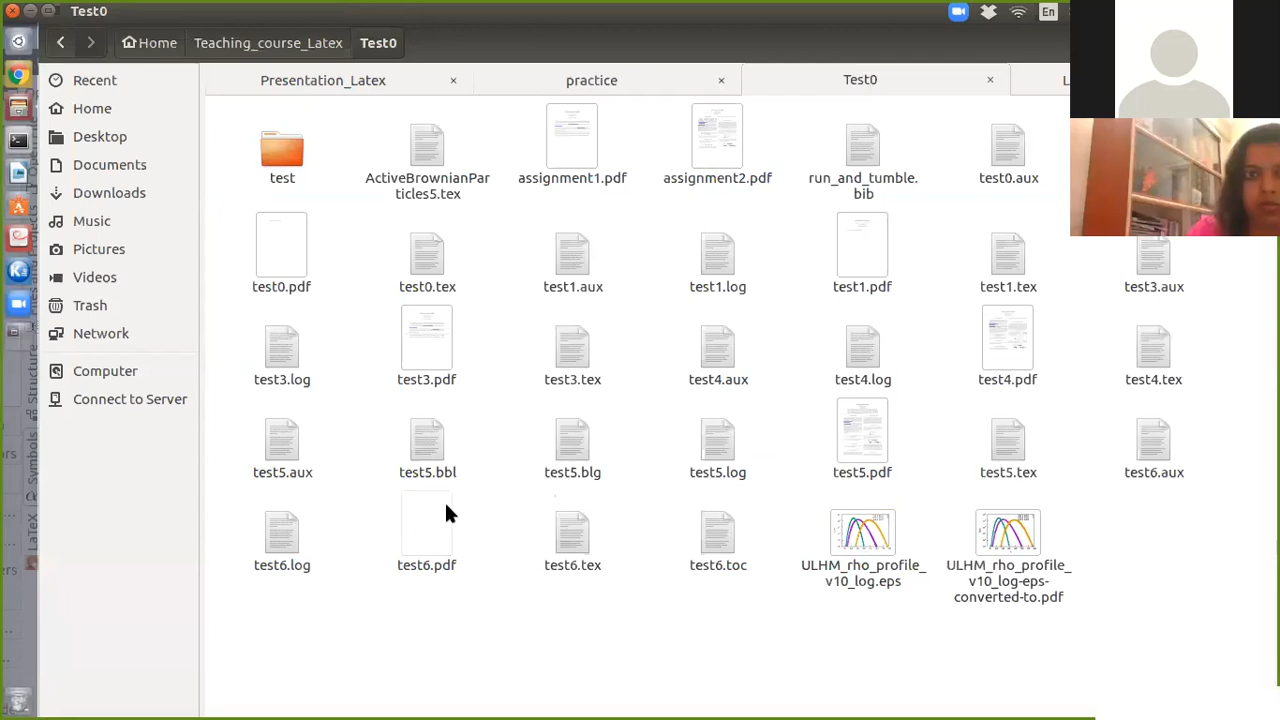 Test0
En
Home
Teaching_course_Latex
Test0
Recent
Home
Desktop
Documents
Downloads
Music
Pictures
Videos
Trash
Network
Computer
Connect to Server
Presentation_Latex
practice
Test0
L
test
ActiveBrownianPar
ticles5.tex
assignment1.pdf
assignment2.pdf
run_and_tumble.
bib
test0.aux
test0.pdf
test0.tex
test1.aux
test1.log
test1.pdf
test1.tex
test3.aux
test3.log
test3.pdf
test3.tex
test4.aux
test4.log
test4.pdf
test4.tex
test5.aux
test5.bbl
test5.blg
test5.log
test5.pdf
test5.tex
test6.aux
test6.log
test6.pdf
test6.tex
test6.toc
ULHM_rho_profile_
v10_log.eps
ULHM_rho_profile_
v10_log-eps-
converted-to.pdf
Structure
Symbols
LaTeX